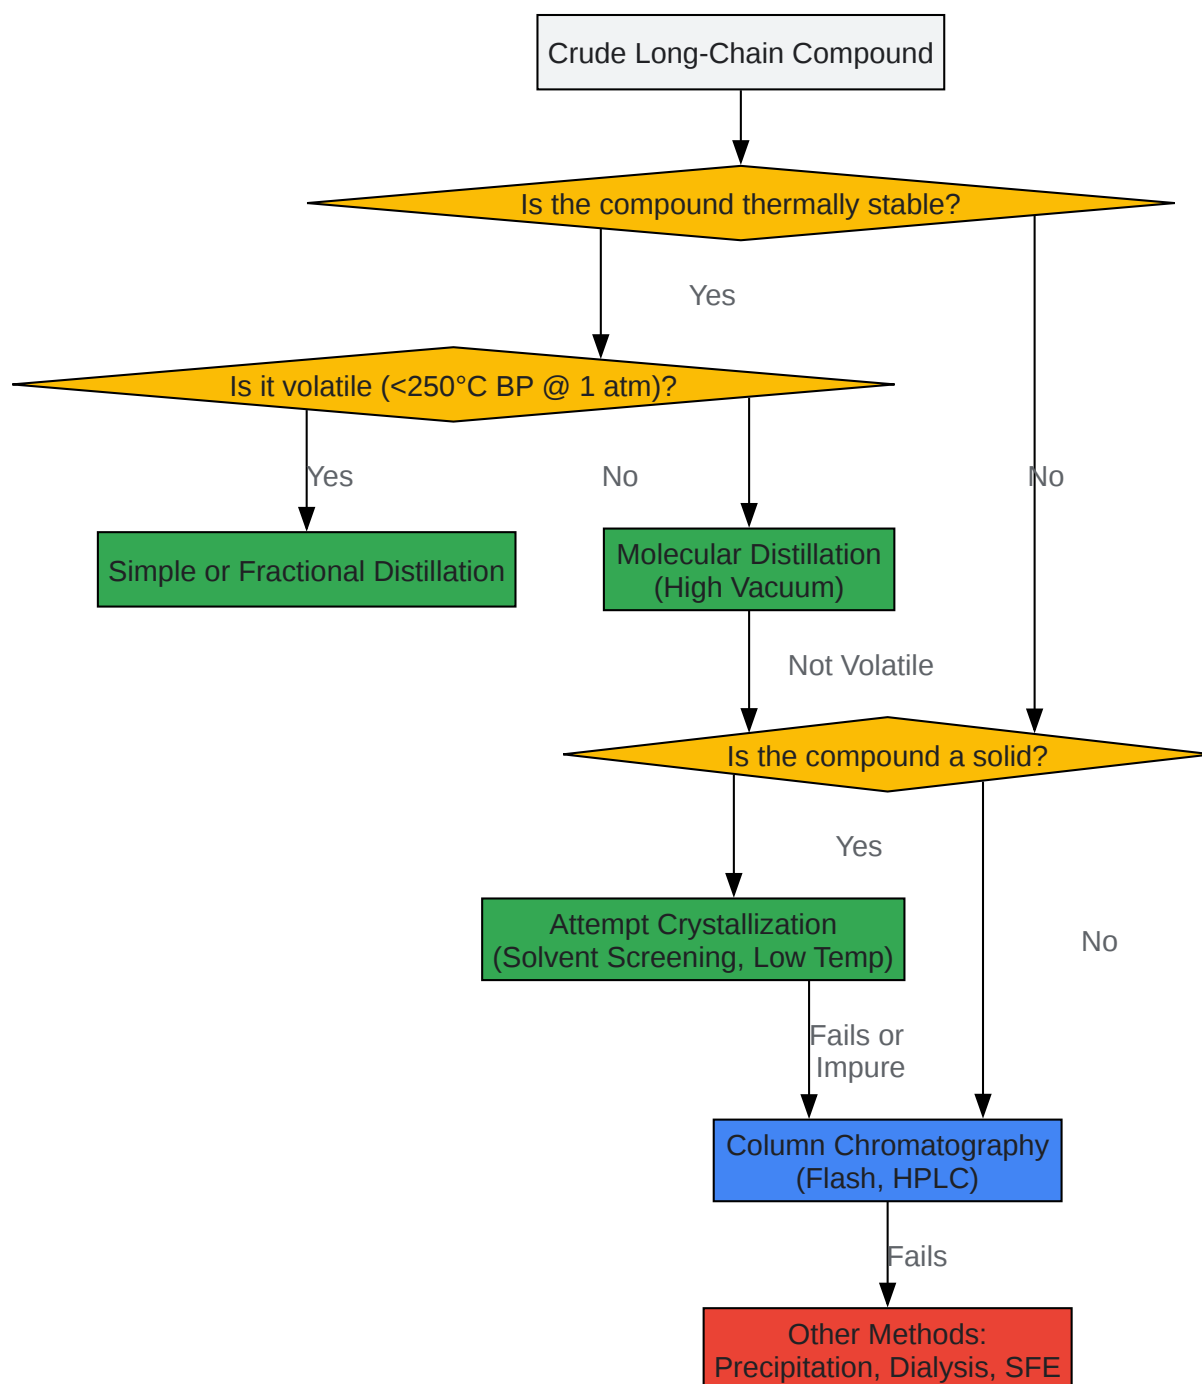 Crude Long-Chain Compound
Is the compound thermally stable?
Yes
Is it volatile (<250°C BP @ 1 atm)?
Yes
No
No
Simple or Fractional Distillation
Molecular Distillation
(High Vacuum)
Not Volatile
Is the compound a solid?
Yes
Attempt Crystallization
(Solvent Screening, Low Temp)
No
Fails or
Impure
Column Chromatography
(Flash, HPLC)
Fails
Other Methods:
Precipitation, Dialysis, SFE